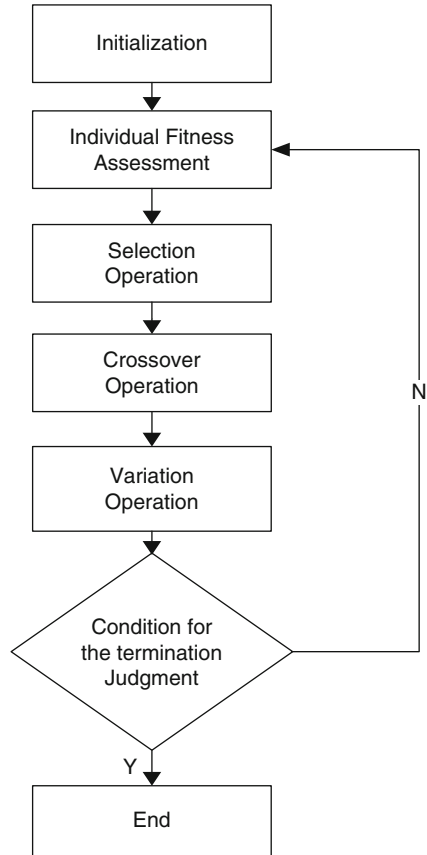 Initialization
Individual Fitness
Assessment
Selection
Operation
Crossover
Operation
N
Variation
Operation
Condition for
the termination
Judgment
Y
End